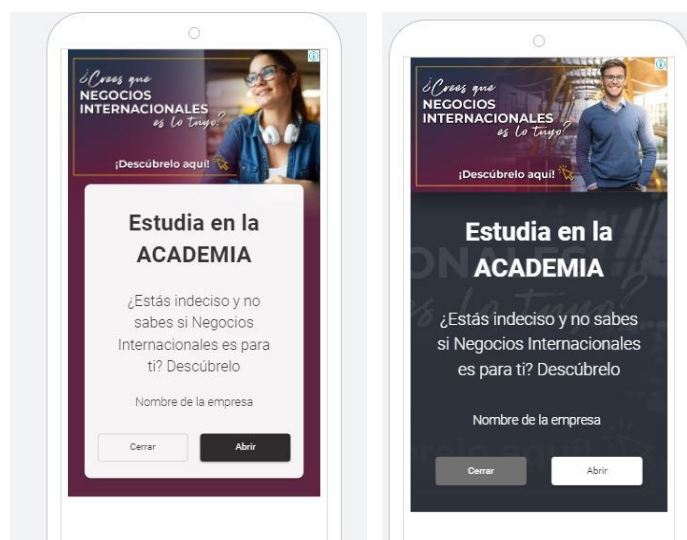 ¿Crees que
NEGOCIOS
INTERNACIONALES
es lo tuyo?
¡Descúbrelo aquí!
Estudia en la
ACADEMIA
¿Estás indeciso y no
sabes si Negocios
Internacionales es para
ti? Descúbrelo
Nombre de la empresa
Cerrar
Abrir
¿Crees que
NEGOCIOS
INTERNACIONALES
es lo tuyo?
¡Descúbrelo aquí!
Estudia en la
ACADEMIA
¿Estás indeciso y no sabes
si Negocios Internacionales
es para ti? Descúbrelo
Nombre de la empresa
Cerrar
Abrir